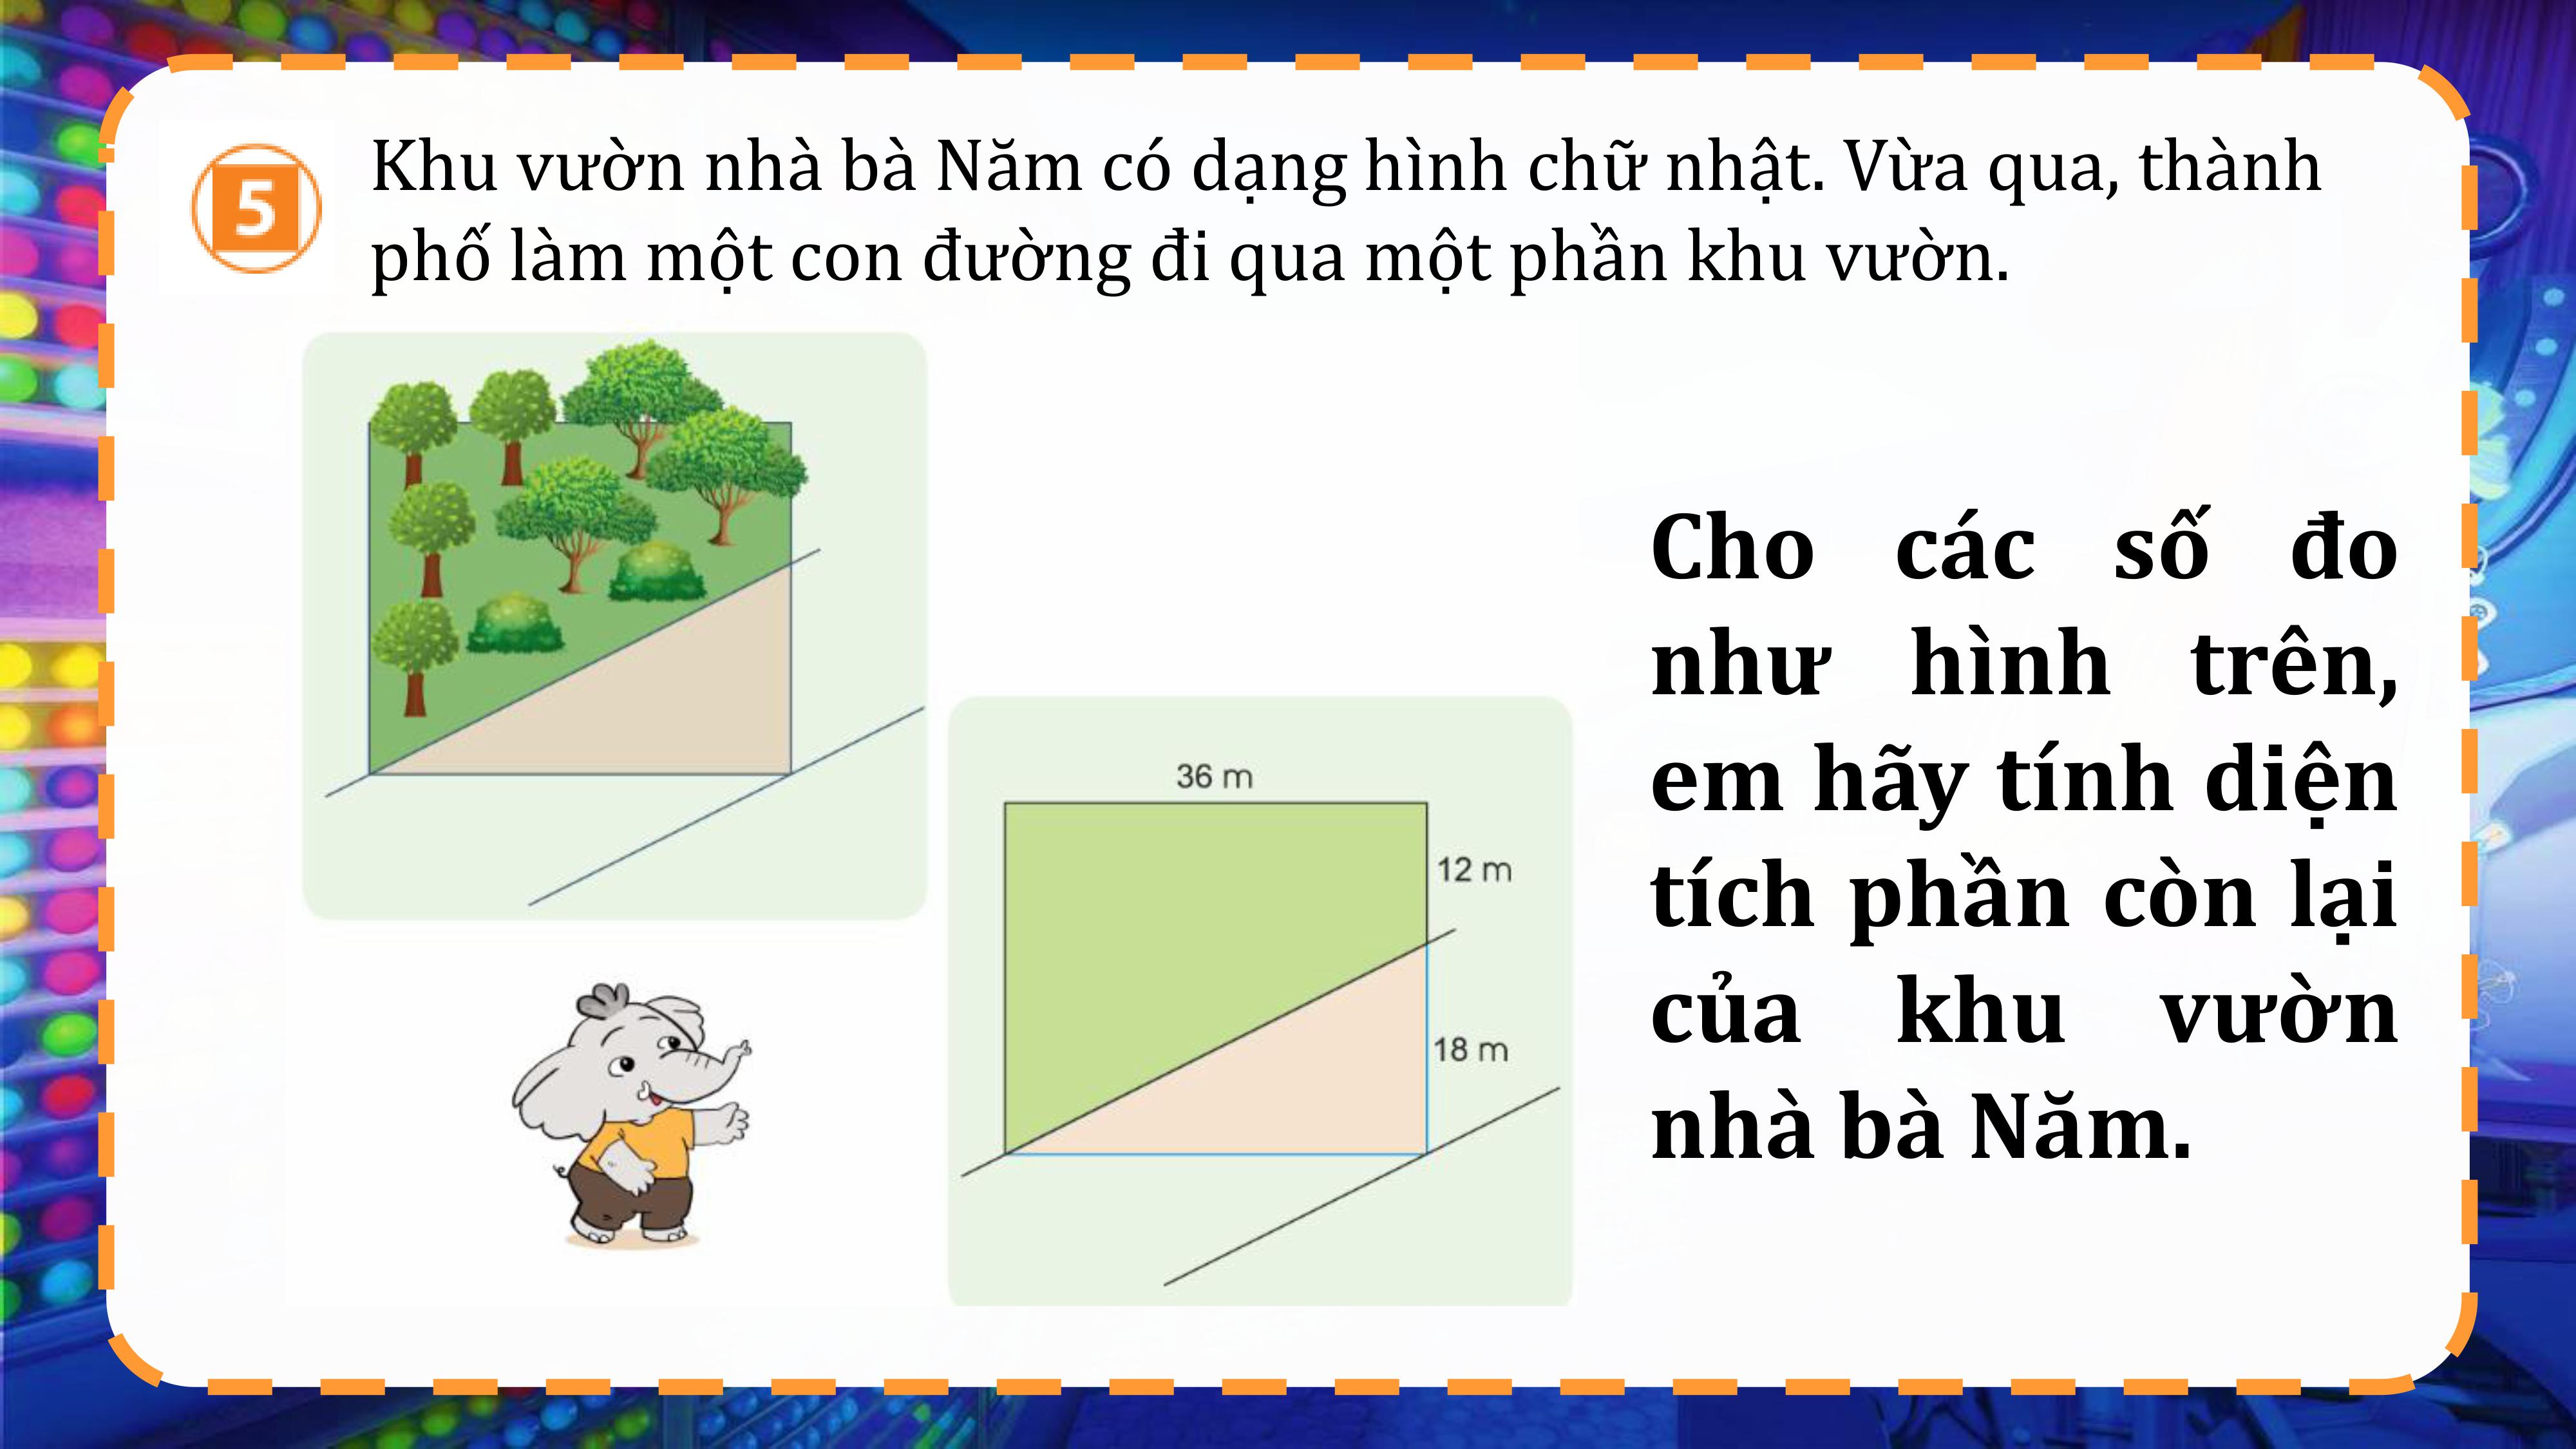 5
Khu vườn nhà bà Năm có dạng hình chữ nhật. Vừa qua, thành
phố làm một con đường đi qua một phần khu vườn.
36 m
12 m
18 m
Cho các số đo
như hình trên,
em hãy tính diện
tích phần còn lại
của khu vườn
nhà bà Năm.